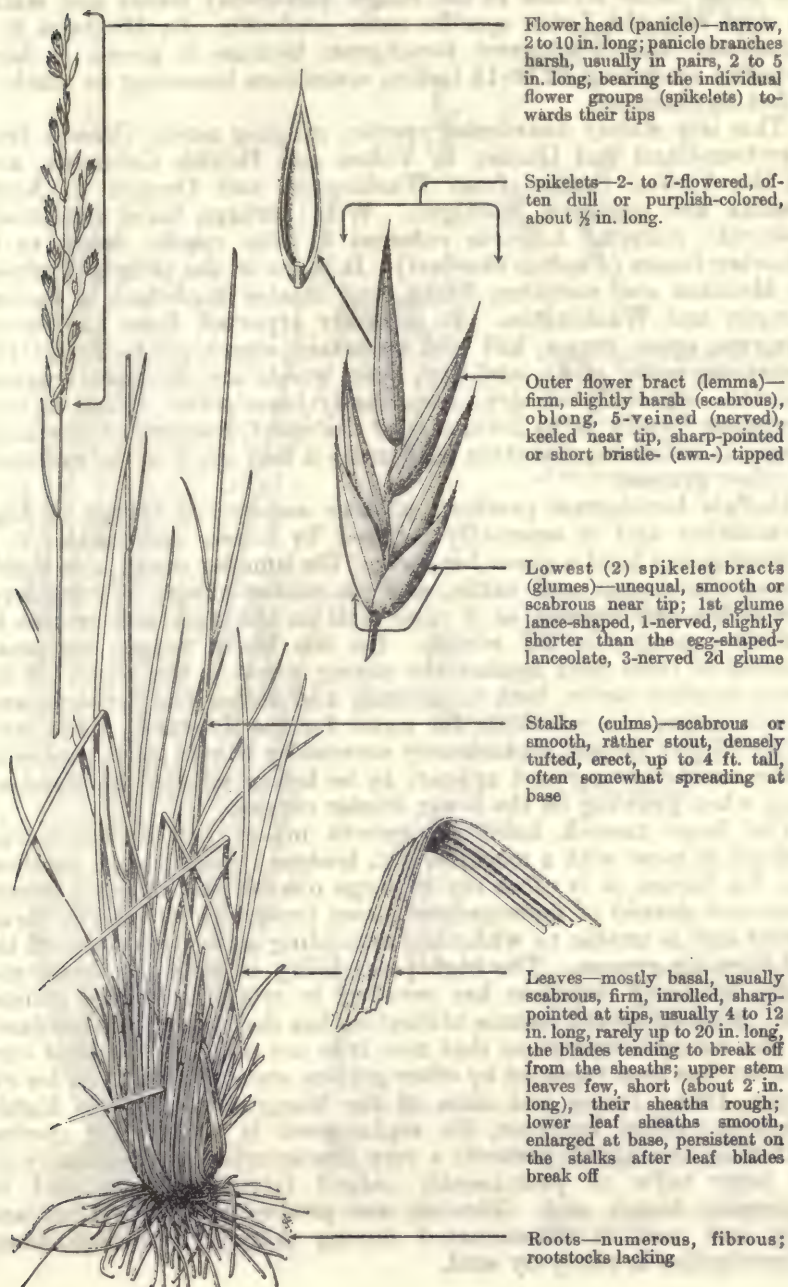 Flower head (panicle)—narrow,
2 to 10 in. long; panicle branches
harsh, usually in pairs, 2 to 5
in. long, bearing the individual
flower groups (spikelets) to-
wards their tips
Spikelets—2- to 7-flowered, of-
ten dull or purplish-colored,
about ½ in. long.
Outer flower bract (lemma)—
firm, slightly harsh (scabrous),
oblong, 5-veined (nerved),
keeled near tip, sharp-pointed
or short bristle- (awn-) tipped
Lowest (2) spikelet bracts
(glumes)—unequal, smooth or
scabrous near tip; 1st glume
lance-shaped, 1-nerved, slightly
shorter than the egg-shaped-
lanceolate, 3-nerved 2d glume
Stalks (culms)—scabrous or
smooth, rather stout, densely
tufted, erect, up to 4 ft. tall,
often somewhat spreading at
base
Leaves—mostly basal, usually
scabrous, firm, inrolled, sharp-
pointed at tips, usually 4 to 12
in. long, rarely up to 20 in. long,
the blades tending to break off
from the sheaths; upper stem
leaves few, short (about 2 in.
long), their sheaths rough;
lower leaf sheaths smooth,
enlarged at base, persistent on
the stalks after leaf blades
break off
Roots—numerous, fibrous;
rootstocks lacking